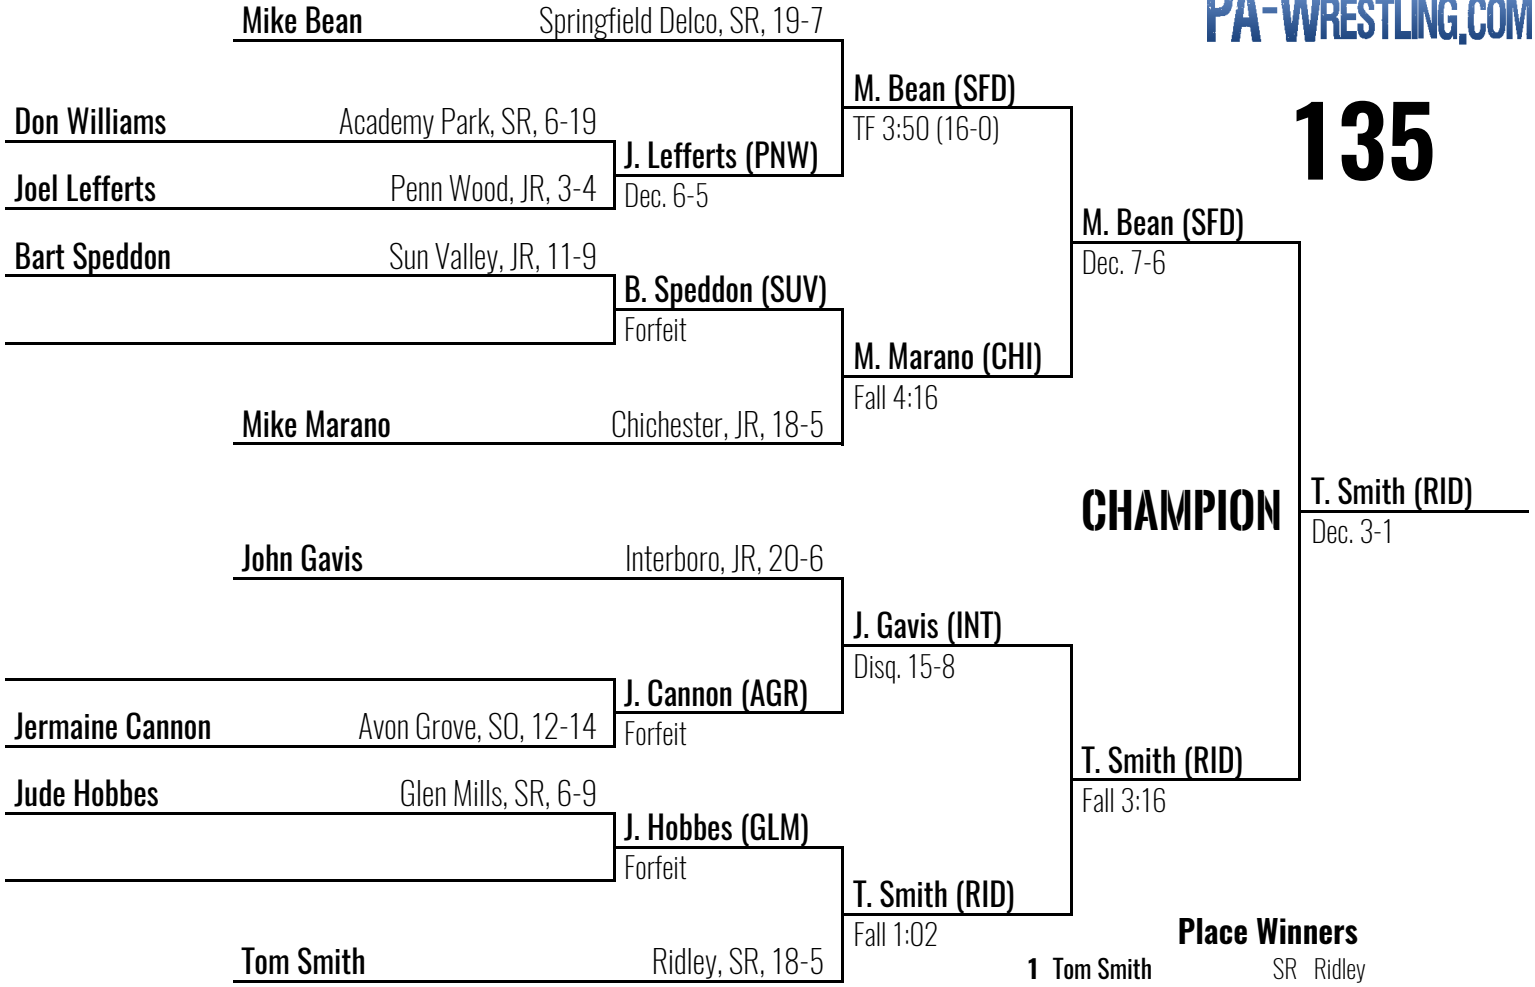 PA-WRESTLING.COM
Mike Bean Springfield Delco, SR, 19-7
M. Bean (SFD)
TF 3:50 (16-0)
135
Don Williams Academy Park, SR, 6-19
J. Lefferts (PNW)
Dec. 6-5
Joel Lefferts Penn Wood, JR, 3-4
M. Bean (SFD)
Dec. 7-6
Bart Speddon Sun Valley, JR, 11-9
B. Speddon (SUV)
Forfeit
M. Marano (CHI)
Fall 4:16
Mike Marano Chichester, JR, 18-5
CHAMPION
T. Smith (RID)
Dec. 3-1
John Gavis Interboro, JR, 20-6
J. Gavis (INT)
Disq. 15-8
J. Cannon (AGR)
Forfeit
Jermaine Cannon Avon Grove, SO, 12-14
T. Smith (RID)
Fall 3:16
Jude Hobbes Glen Mills, SR, 6-9
J. Hobbes (GLM)
Forfeit
T. Smith (RID)
Fall 1:02
Tom Smith Ridley, SR, 18-5
Place Winners
1 Tom Smith SR Ridley